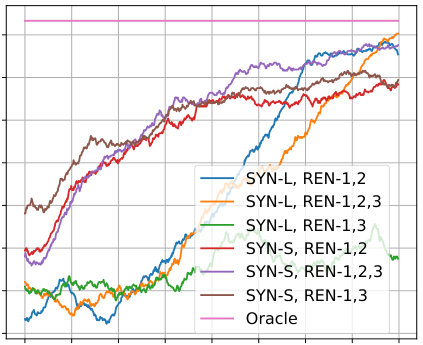 SYN-L, REN-1,2
SYN-L, REN-1,2,3
SYN-L, REN-1,3
SYN-S, REN-1,2
SYN-S, REN-1,2,3
SYN-S, REN-1,3
Oracle